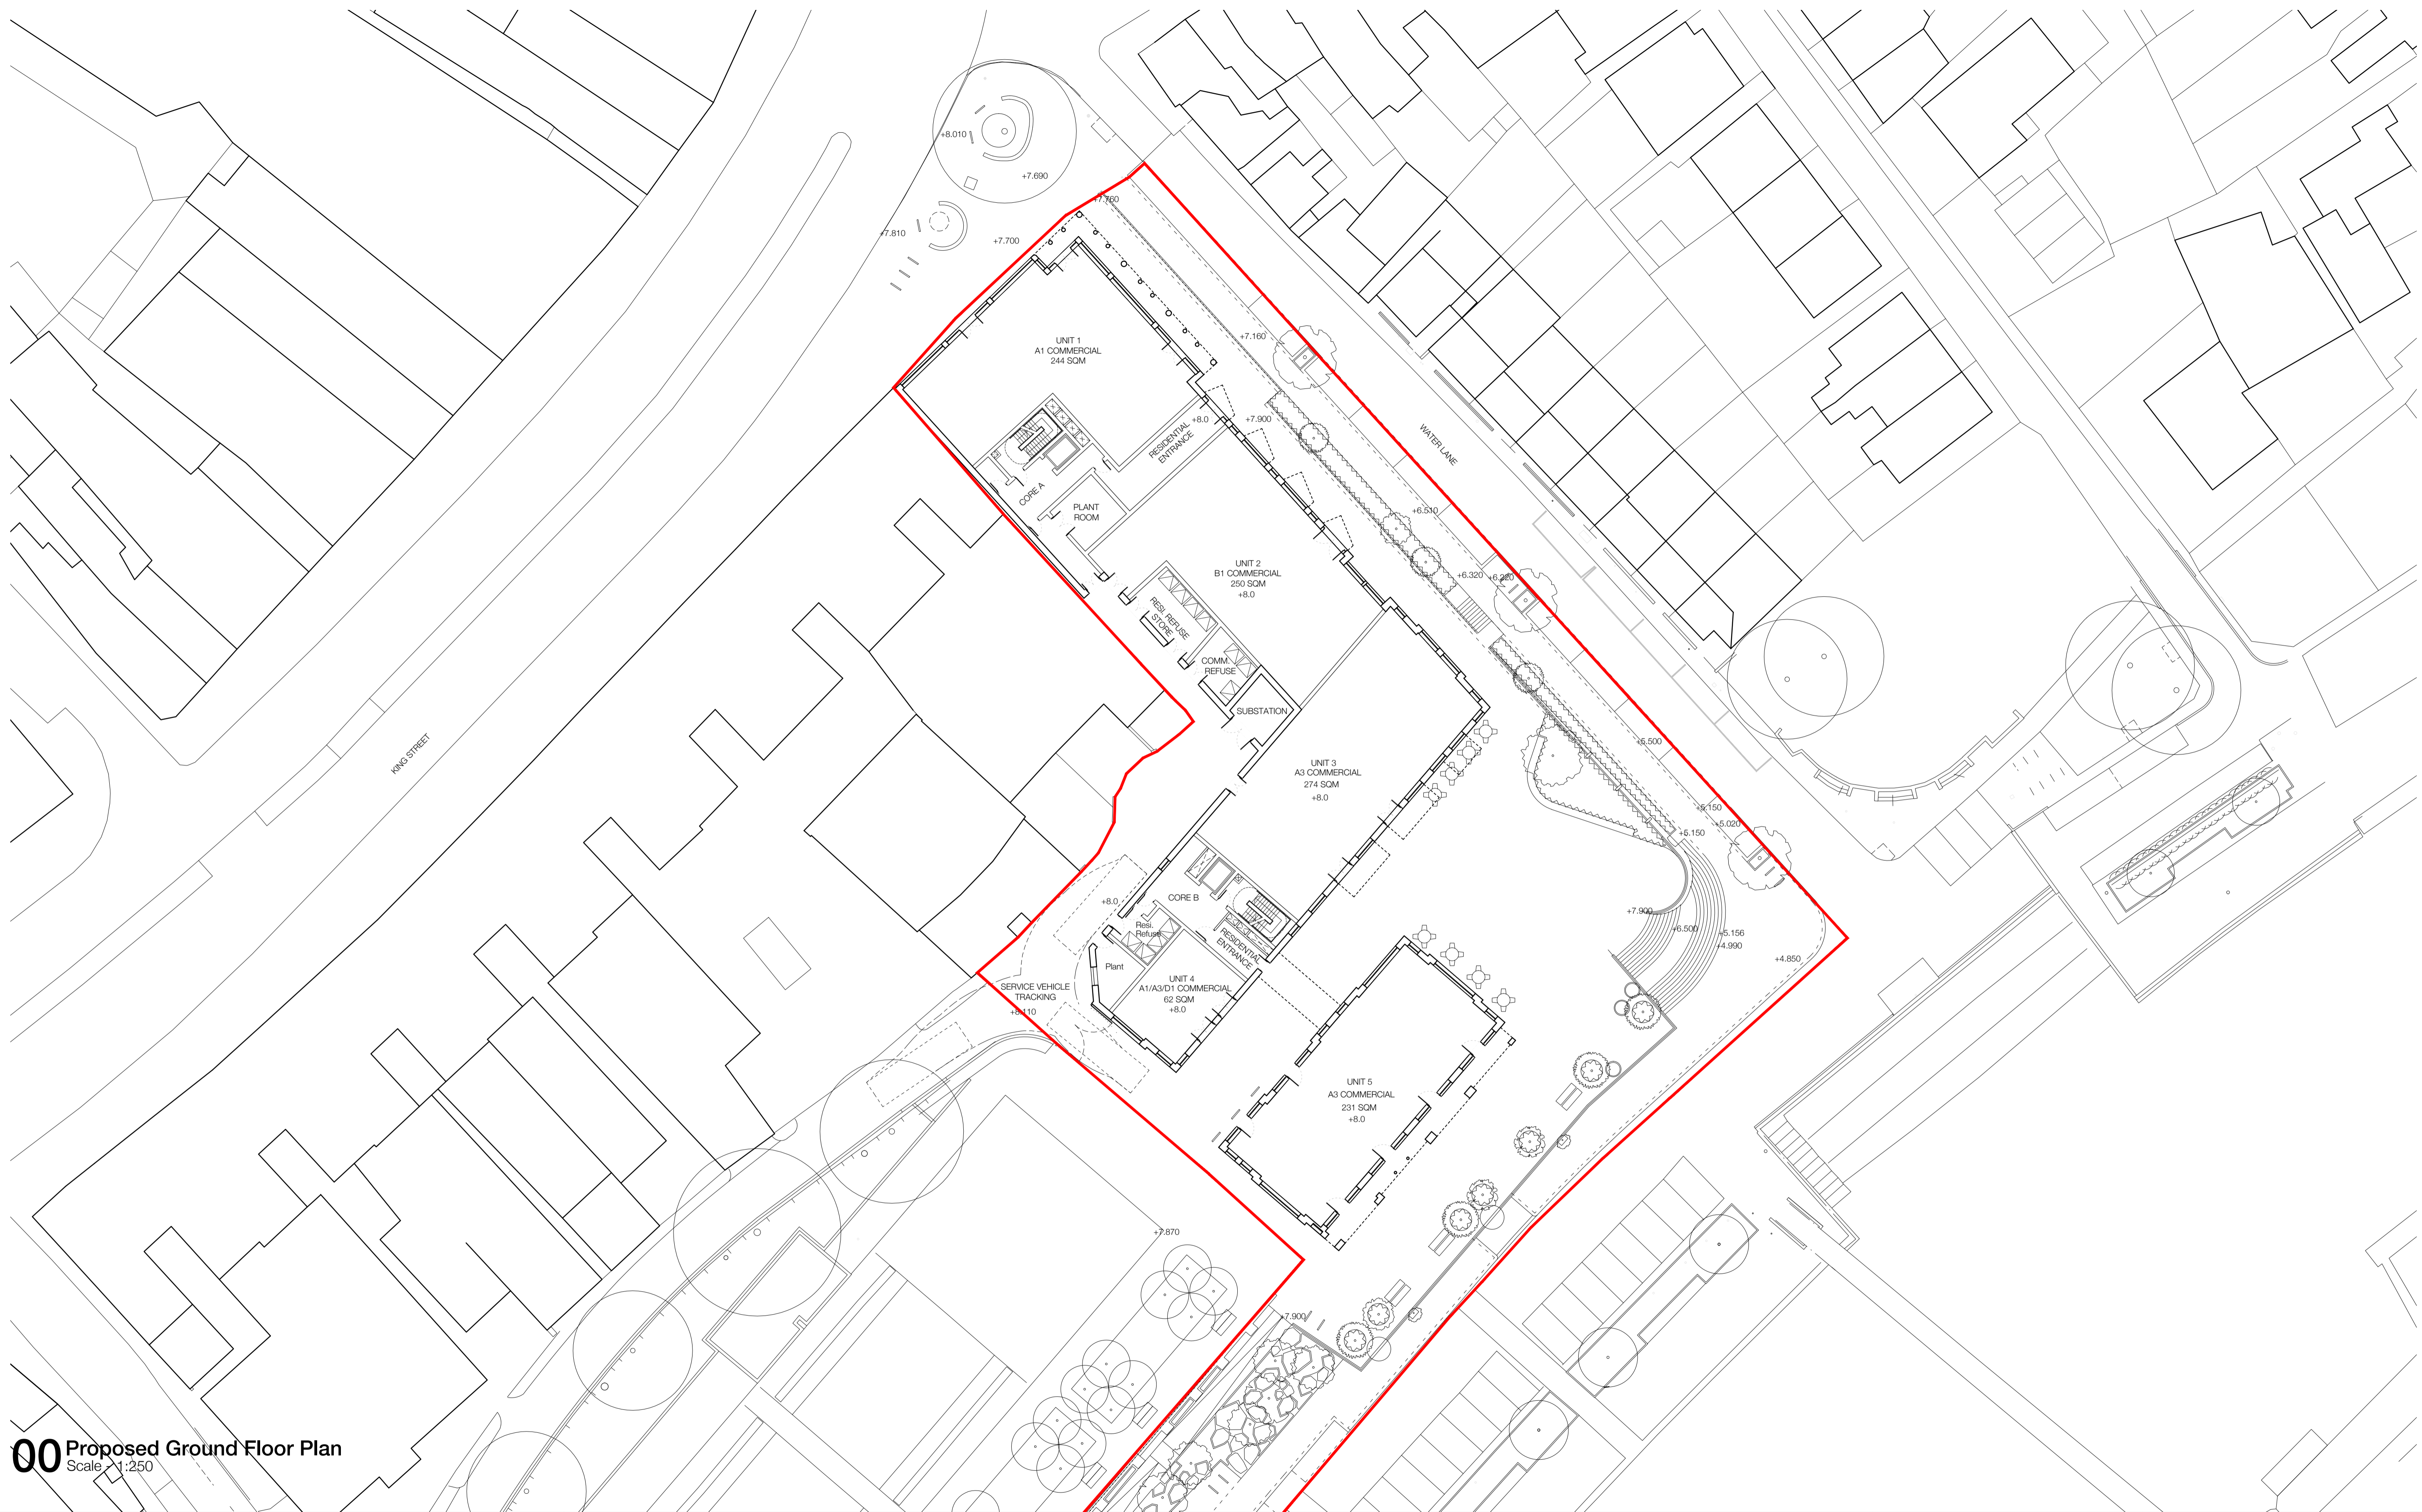 +8.010
+7.690
+7.760
+7.810
+7.700
UNIT 1
A1 COMMERCIAL
244 SQM
+7.160
+8.0
+7.900
RESIDENTIAL
ENTRANCE
WATER LANE
CORE A
PLANT
ROOM
+6.510
UNIT 2
B1 COMMERCIAL
250 SQM
+8.0
+6.320
+6.220
RESI. REFUSE
STORE
COMM.
REFUSE
SUBSTATION
KING STREET
+5.500
UNIT 3
A3 COMMERCIAL
274 SQM
+8.0
+5.150
+5.020
+5.150
CORE B
+8.0
+7.900
Resi.
Refuse
+6.500
+5.156
+4.990
RESIDENTIAL
ENTRANCE
+4.850
Plant
UNIT 4
A1/A3/D1 COMMERCIAL
62 SQM
+8.0
SERVICE VEHICLE
TRACKING
+8.110
UNIT 5
A3 COMMERCIAL
231 SQM
+8.0
+7.870
+7.900
00 Proposed Ground Floor Plan
Scale - 1:250